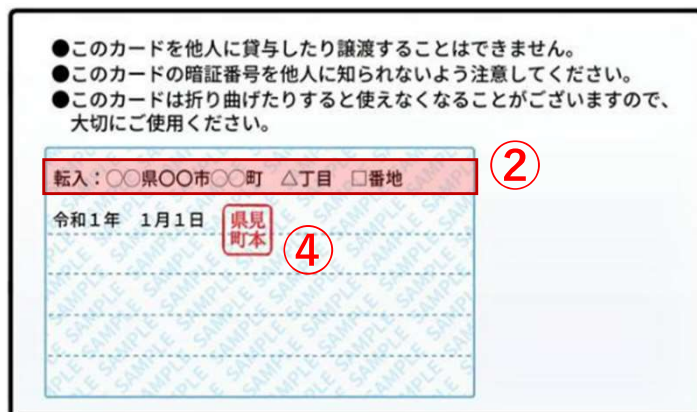 ●このカードを他人に貸与したり譲渡することはできません。
●このカードの暗証番号を他人に知られないよう注意してください。
●このカードは折り曲げたりすると使えなくなることがございますので、
大切にご使用ください。
転入：○○県〇〇市○○町　△丁目　□番地
②
令和1年　1月1日
県見
町本
④
SAMPLE SAMPLE SAMPLE